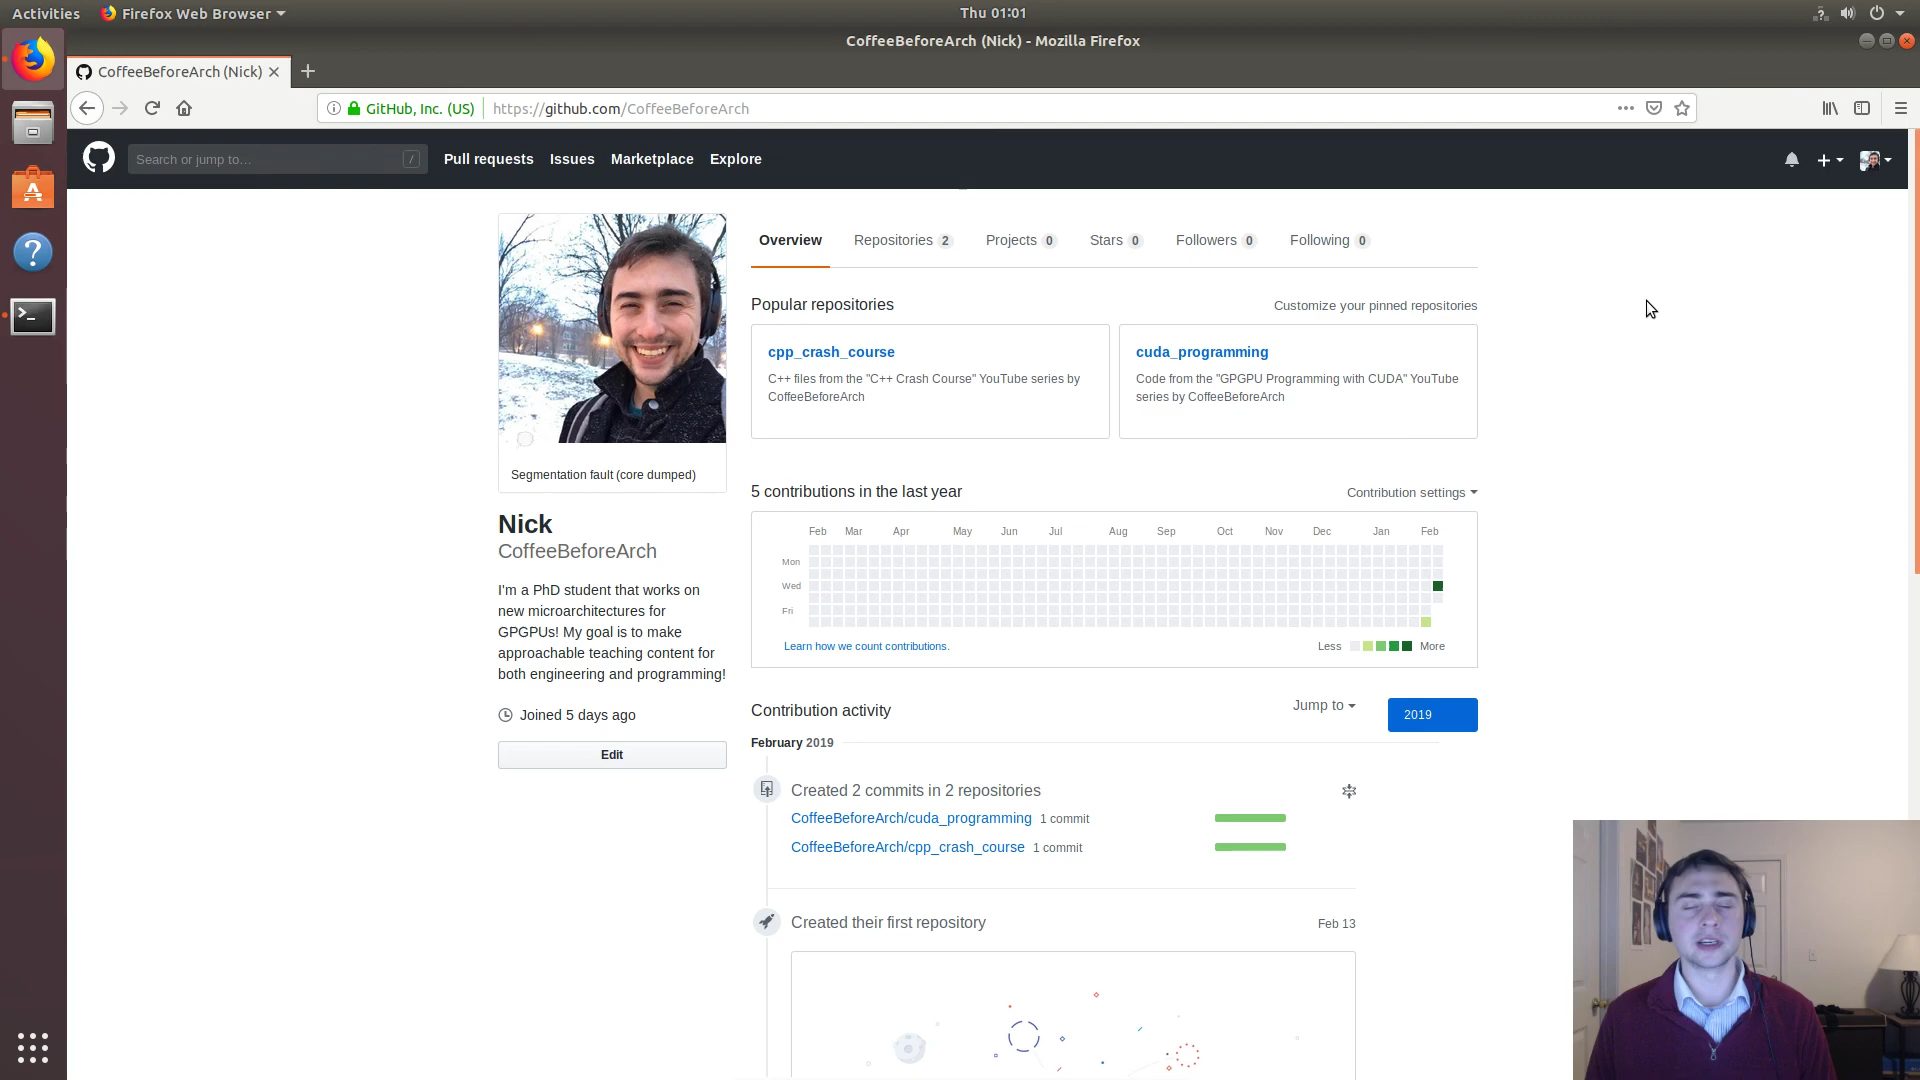 Activities
Firefox Web Browser
Thu 01:01
CoffeeBeforeArch (Nick) - Mozilla Firefox
CoffeeBeforeArch (Nick)
GitHub, Inc. (US)
https://github.com/CoffeeBeforeArch
Search or jump to...
/
Pull requests
Issues
Marketplace
Explore
Overview
Repositories 2
Projects 0
Stars 0
Followers 0
Following 0
Segmentation fault (core dumped)
Nick
CoffeeBeforeArch
I'm a PhD student that works on
new microarchitectures for
GPGPUs! My goal is to make
approachable teaching content for
both engineering and programming!
Joined 5 days ago
Edit
Popular repositories
Customize your pinned repositories
cpp_crash_course
C++ files from the "C++ Crash Course" YouTube series by
CoffeeBeforeArch
cuda_programming
Code from the "GPGPU Programming with CUDA" YouTube
series by CoffeeBeforeArch
5 contributions in the last year
Contribution settings
Feb Mar Apr May Jun Jul Aug Sep Oct Nov Dec Jan Feb
Mon
Wed
Fri
Learn how we count contributions.
Less
More
Contribution activity
Jump to
2019
February 2019
Created 2 commits in 2 repositories
CoffeeBeforeArch/cuda_programming 1 commit
CoffeeBeforeArch/cpp_crash_course 1 commit
Created their first repository
Feb 13